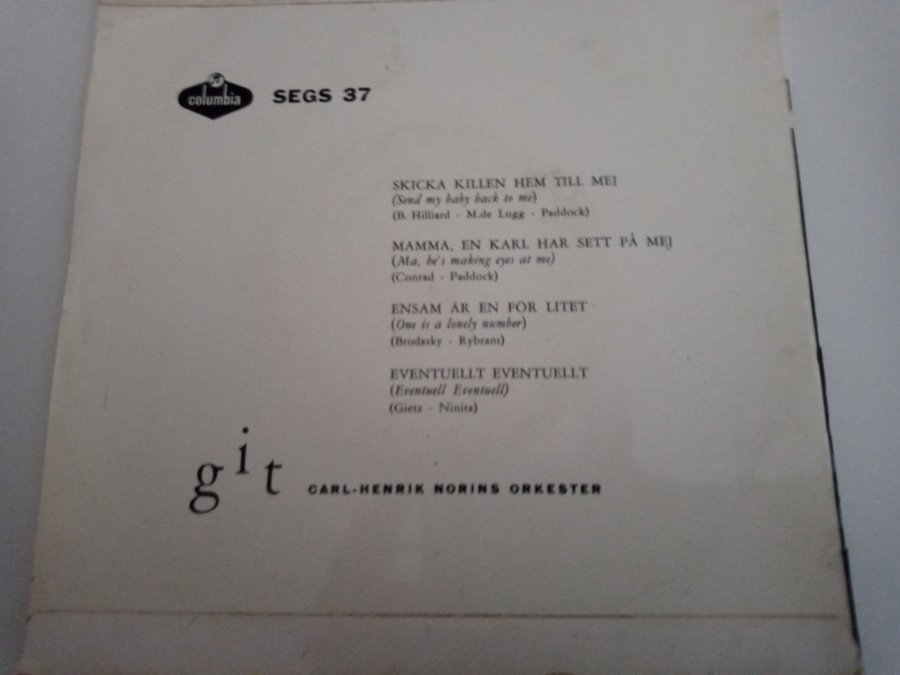 columbia SEGS 37
SKICKA KILLEN HEM TILL MEJ
(Send my baby back to me)
(B. Hilliard - M.de Lugg - Paddock)
MAMMA, EN KARL HAR SETT PÅ MEJ
(Ma, he's making eyes at me)
(Conrad - Paddock)
ENSAM ÄR EN FÖR LITET
(One is a lonely number)
(Brodszky - Rybrant)
EVENTUELLT EVENTUELLT
(Eventuell Eventuell)
(Gietz - Ninita)
git CARL-HENRIK NORINS ORKESTER